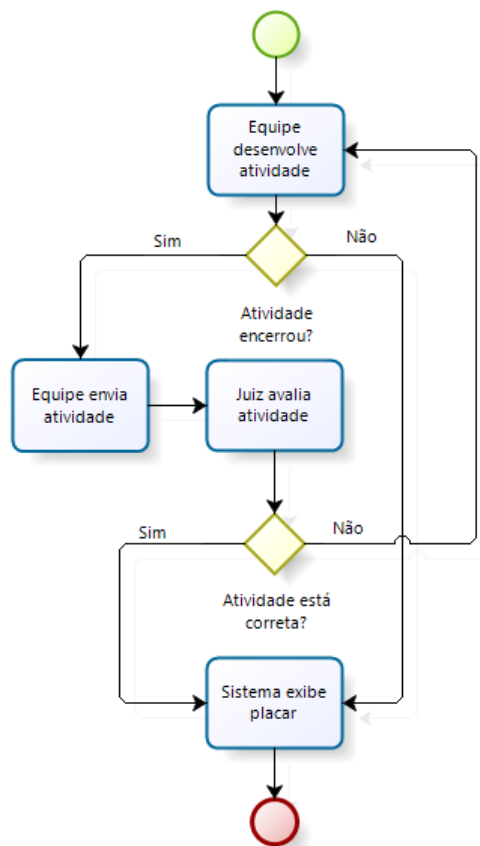 Equipe
desenvolve
atividade
Sim
Não
Atividade
encerrou?
Equipe envia
atividade
Juiz avalia
atividade
Sim
Não
Atividade está
correta?
Sistema exibe
placar